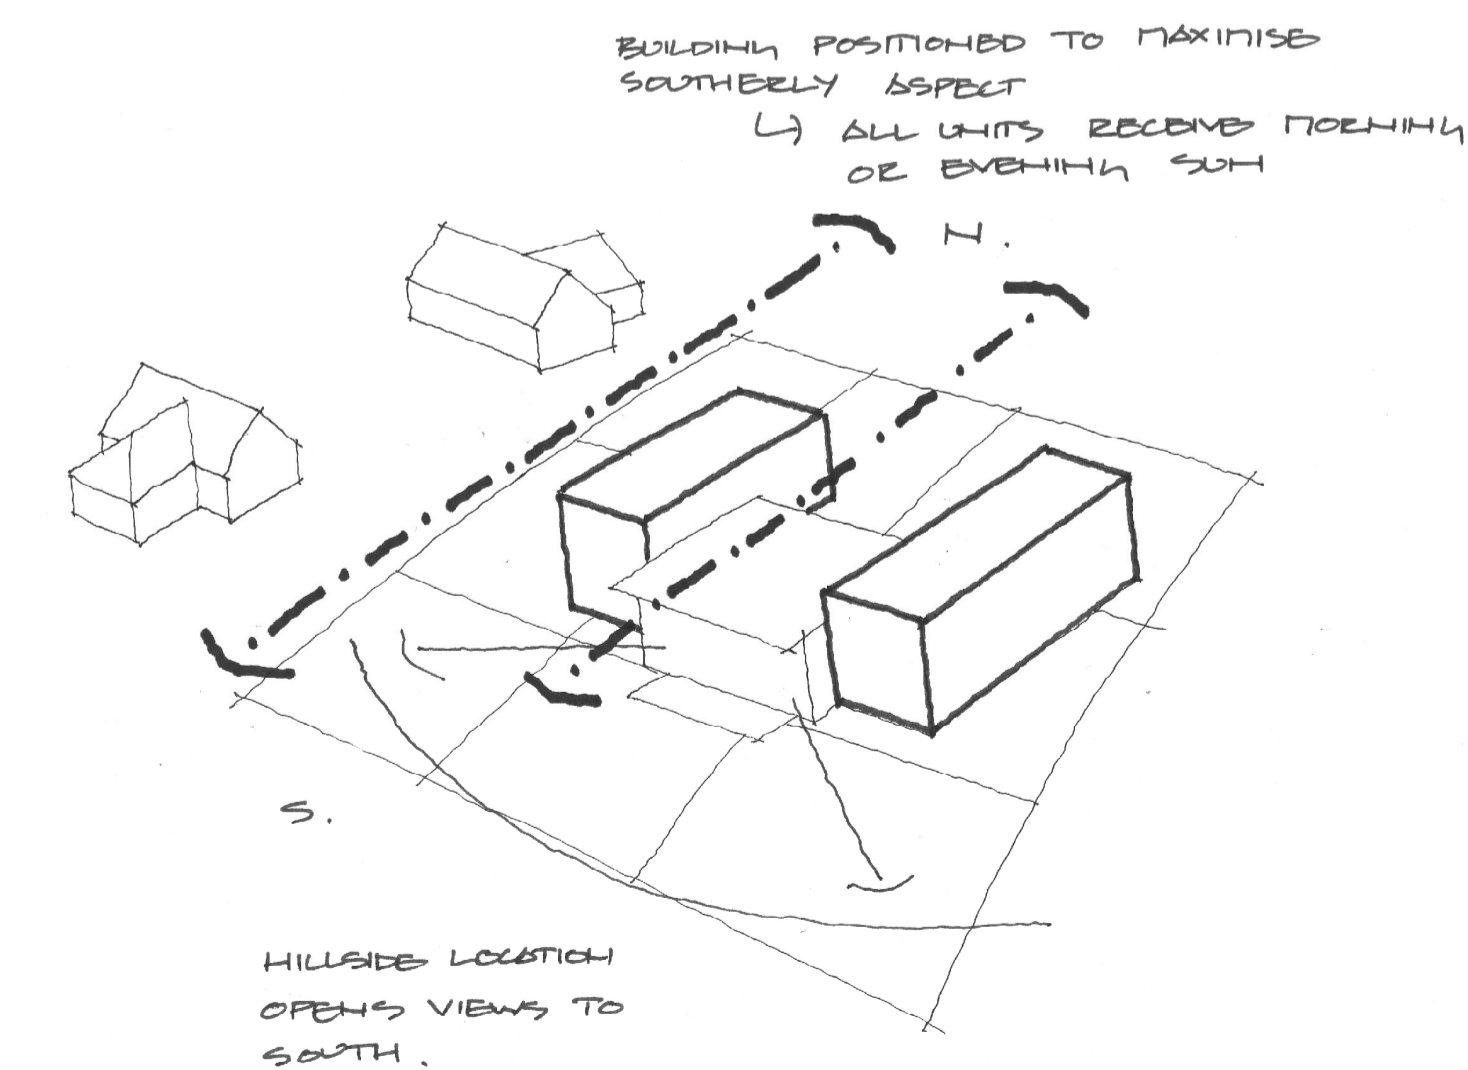 BUILDING POSITIONED TO MAXIMISE
SOUTHERLY ASPECT
↳ ALL UNITS RECEIVE MORNING
OR EVENING SUN
N.
S.
HILLSIDE LOCATION
OPENS VIEWS TO
SOUTH.